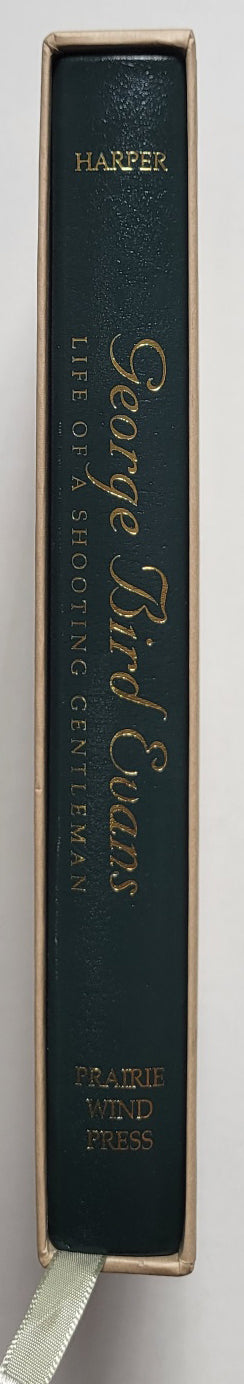 HARPER
George Bird Evans
LIFE OF A SHOOTING GENTLEMAN
PRAIRIE
WIND
PRESS